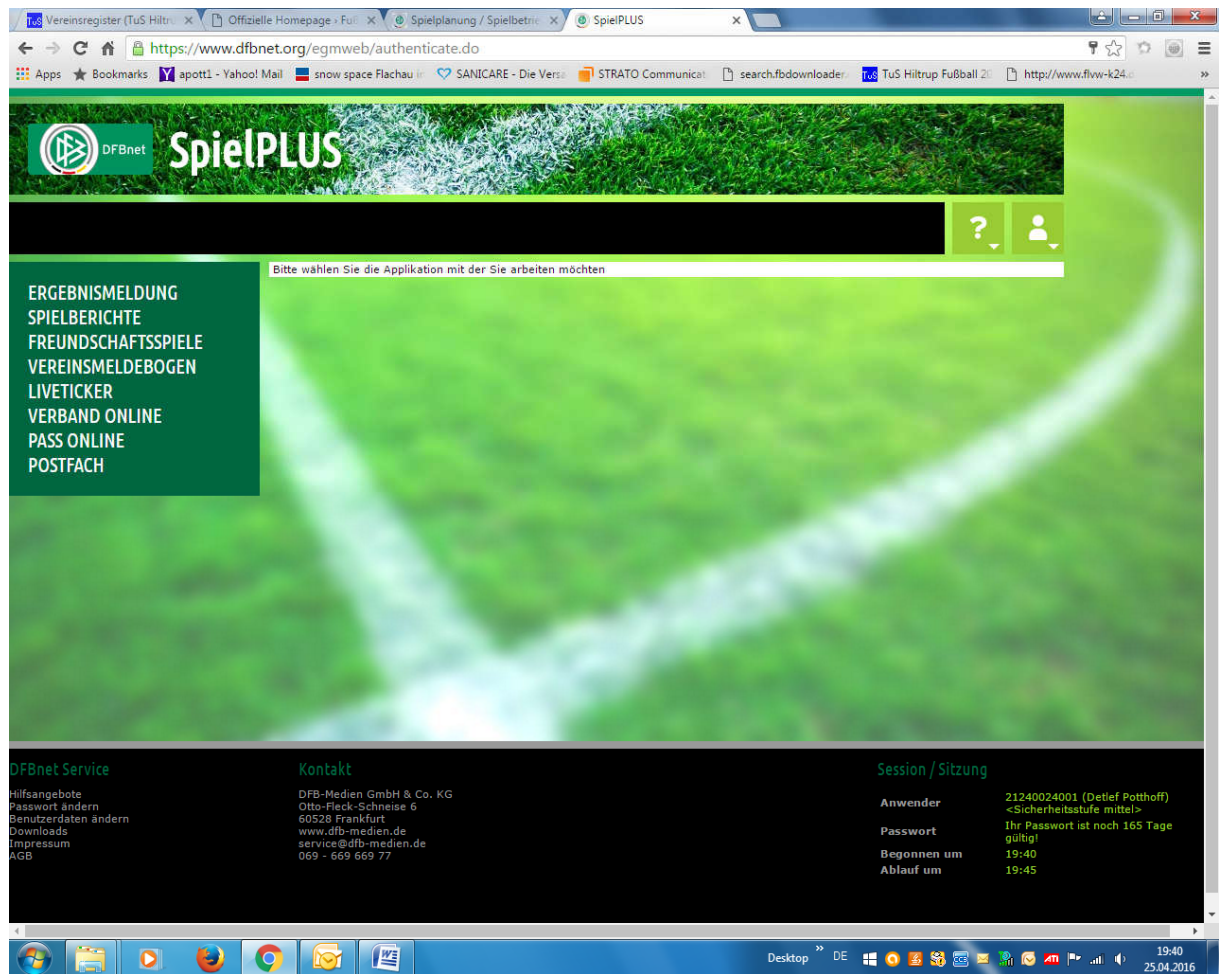 TuS Vereinsregister (TuS Hiltru
Offizielle Homepage › Fuß
Spielplanung / Spielbetrie
SpielPLUS
https://www.dfbnet.org/egmweb/authenticate.do
Apps
Bookmarks
apott1 - Yahoo! Mail
snow space Flachau in
SANICARE - Die Versa
STRATO Communicat
search.fbdownloader.
TuS TuS Hiltrup Fußball 2
http://www.flvw-k24.
»
DFBnet
SpielPLUS
?
Bitte wählen Sie die Applikation mit der Sie arbeiten möchten
ERGEBNISMELDUNG
SPIELBERICHTE
FREUNDSCHAFTSSPIELE
VEREINSMELDEBOGEN
LIVETICKER
VERBAND ONLINE
PASS ONLINE
POSTFACH
DFBnet Service
Hilfsangebote
Passwort ändern
Benutzerdaten ändern
Downloads
Impressum
AGB
Kontakt
DFB-Medien GmbH & Co. KG
Otto-Fleck-Schneise 6
60528 Frankfurt
www.dfb-medien.de
service@dfb-medien.de
069 - 669 669 77
Session / Sitzung
Anwender
21240024001 (Detlef Potthoff)
<Sicherheitsstufe mittel>
Passwort
Ihr Passwort ist noch 165 Tage
gültig!
Begonnen um 19:40
Ablauf um 19:45
Desktop » DE
19:40
25.04.2016